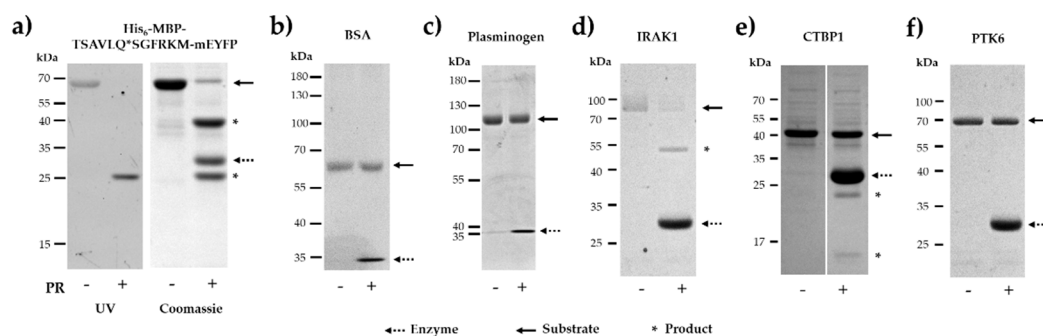 a)
His6-MBP-
TSAVLQ*SGFRKM-mEYFP
kDa
70
55
40
35
25
15
*
*
PR - + - +
UV Coomassie
b)
BSA
kDa
180
130
100
70
55
40
35
- +
c)
Plasminogen
kDa
180
130
100
70
55
40
35
- +
d)
IRAK1
kDa
100
70
55
35
25
*
- +
e)
CTBP1
kDa
70
55
40
35
25
17
*
*
- +
f)
PTK6
kDa
100
70
55
35
25
- +
Enzyme Substrate * Product